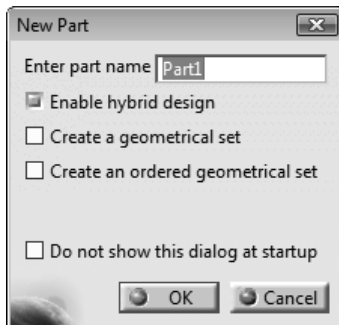 New Part
Enter part name Part1
Enable hybrid design
Create a geometrical set
Create an ordered geometrical set
Do not show this dialog at startup
OK Cancel